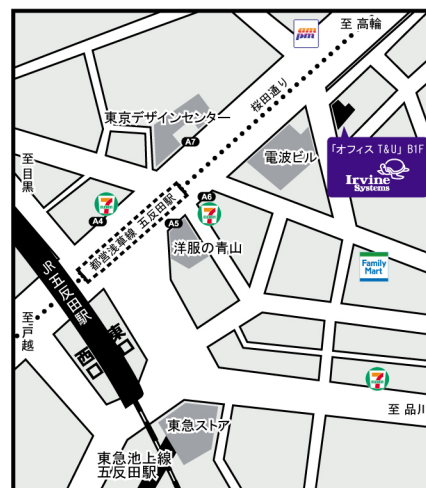 am
pm
至 高輪
桜田通り
東京デザインセンター
A7
「オフィス T&U」 B1F
Irvine
Systems
電波ビル
至目黒
A4
7
A6
7
A5
都営浅草線 五反田駅
洋服の青山
Family
Mart
JR 五反田駅
至戸越
西口
東口
7
至 品川
東急ストア
東急池上線
五反田駅